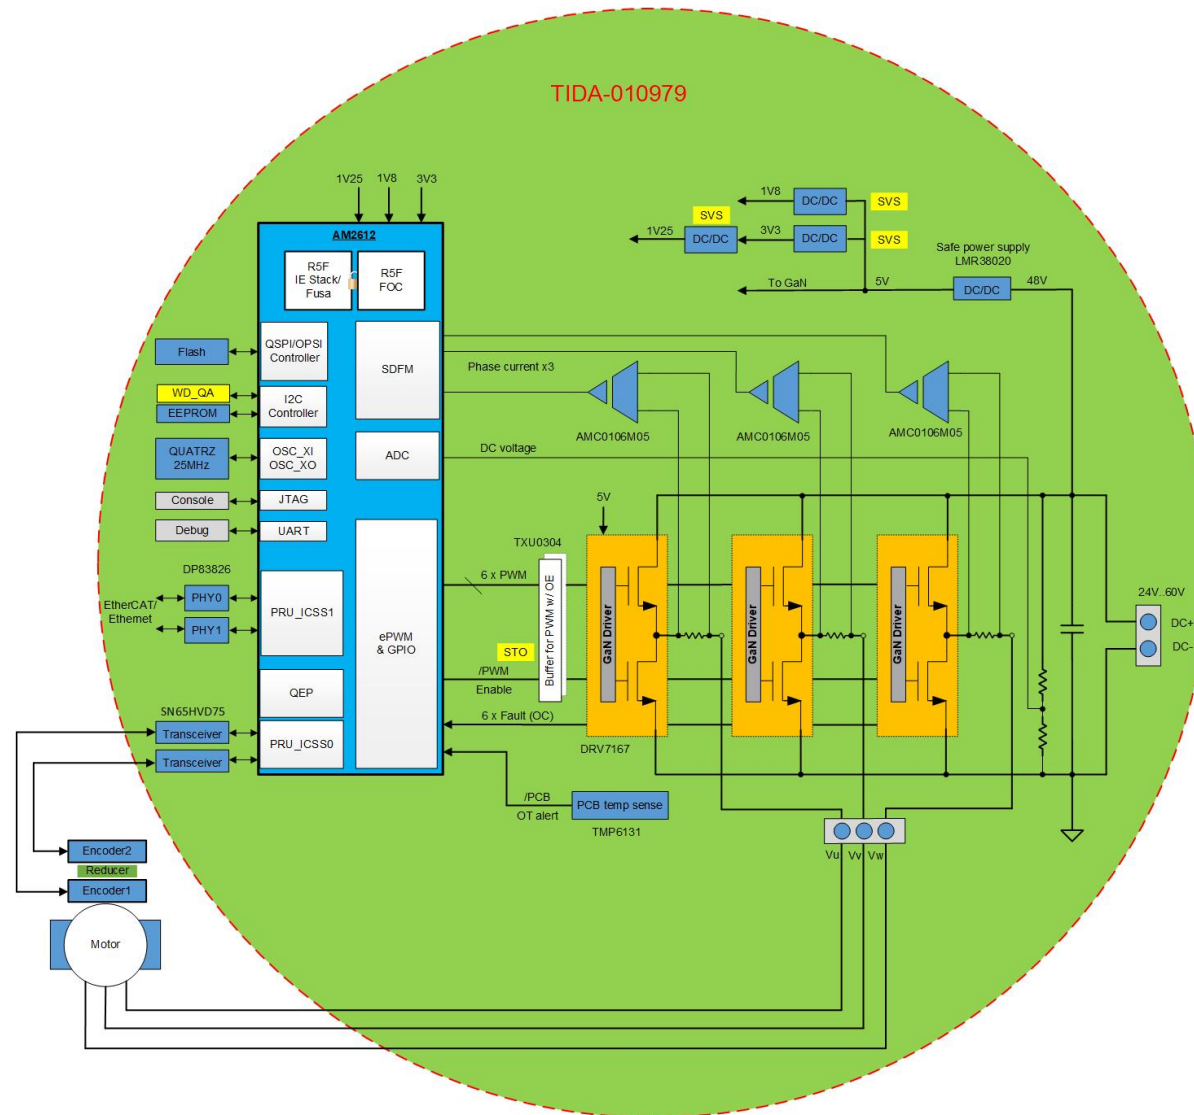 TIDA-010979
1V25
1V8
3V3
AM2612
R5F
IE Stack/
Fusa
R5F
FOC
QSPI/OPSI
Controller
SDFM
I2C
Controller
OSC_XI
OSC_XO
ADC
JTAG
UART
PRU_ICSS1
ePWM
& GPIO
QEP
PRU_ICSS0
Flash
WD_QA
EEPROM
QUATRZ
25MHz
Console
Debug
DP83826
PHY0
PHY1
EtherCAT/
Ethernet
SN65HVD75
Transceiver
Transceiver
Encoder2
Reducer
Encoder1
Motor
1V8
DC/DC
SVS
SVS
1V25
DC/DC
3V3
DC/DC
SVS
Safe power supply
LMR38020
To GaN
5V
DC/DC
48V
Phase current x3
AMC0106M05
AMC0106M05
AMC0106M05
DC voltage
5V
TXU0304
6 x PWM
Buffer for PWM w/ OE
STO
/PWM
Enable
6 x Fault (OC)
GaN Driver
GaN Driver
GaN Driver
DRV7167
/PCB
OT alert
PCB temp sense
TMP6131
24V..60V
DC+
DC-
Vu
Vv
Vw